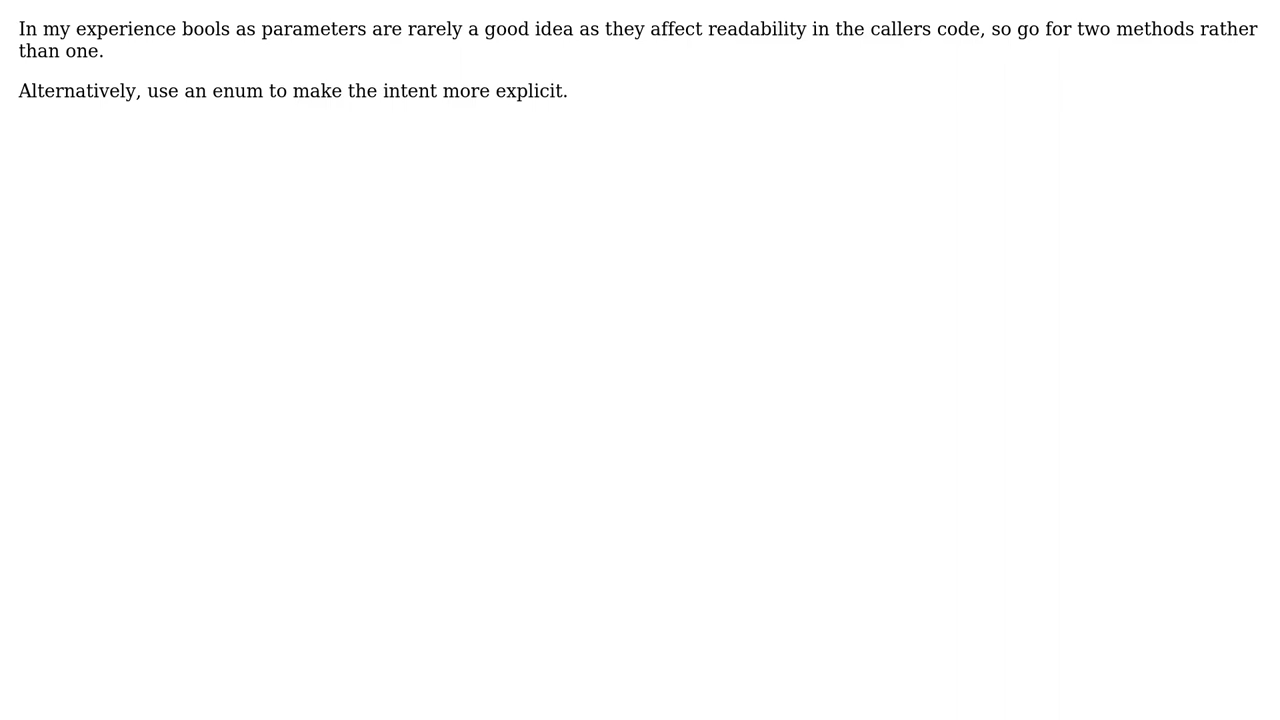 In my experience bools as parameters are rarely a good idea as they affect readability in the callers code, so go for two methods rather
than one.
Alternatively, use an enum to make the intent more explicit.